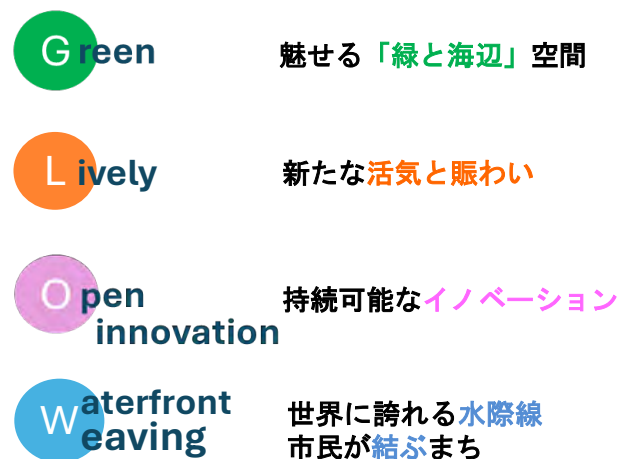 Green 魅せる「緑と海辺」空間
Lively 新たな活気と賑わい
Open 持続可能なイノベーション
innovation
Waterfront 世界に誇れる水際線
Weaving 市民が結ぶまち